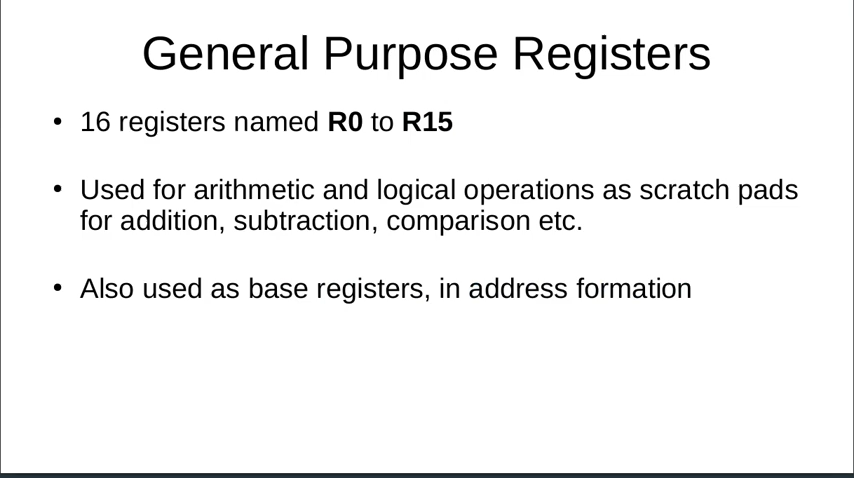 General Purpose Registers
• 16 registers named R0 to R15
• Used for arithmetic and logical operations as scratch pads
for addition, subtraction, comparison etc.
• Also used as base registers, in address formation